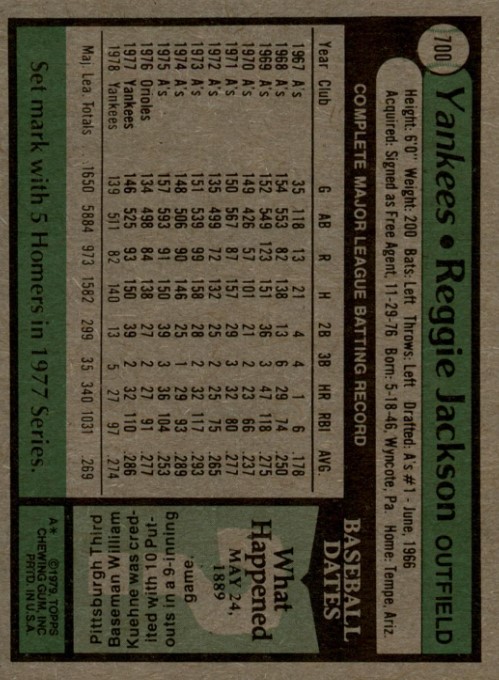 700
Yankees • Reggie Jackson OUTFIELD
Height: 6'0" Weight: 200 Bats: Left Throws: Left Drafted: A's #1 - June, 1966
Acquired: Signed as Free Agent, 11-29-76 Born: 5-18-46, Wyncote, Pa Home: Tempe, Ariz.
COMPLETE MAJOR LEAGUE BATTING RECORD
Year Club G AB R H 2B 3B HR RBI AVG.
1967 A's 35 118 13 21 4 4 1 6 .178
1968 A's 154 553 82 138 13 6 29 74 .250
1969 A's 152 549 123 151 36 3 47 118 .275
1970 A's 149 426 57 101 21 2 23 66 .237
1971 A's 150 567 87 157 29 3 32 80 .277
1972 A's 135 499 72 132 25 2 25 75 .265
1973 A's 151 539 99 158 28 2 32 117 .293
1974 A's 148 506 90 146 25 1 29 93 .289
1975 A's 157 593 91 150 39 3 36 104 .253
1976 Orioles 134 498 84 138 27 2 27 91 .277
1977 Yankees 146 525 93 150 39 2 32 110 .286
1978 Yankees 139 511 82 140 13 5 27 97 .274
Maj. Lea. Totals 1650 5884 973 1582 299 35 340 1031 .269
Set mark with 5 Homers in 1977 Series.
BASEBALL
DATES
What
Happened
MAY 24,
1889
Pittsburgh Third
Baseman William
Kuehne was cred-
ited with 10 Put-
outs in a 9-inning
game
A* ©1979, TOPPS
CHEWING GUM, INC
PRTD. IN U.S.A.